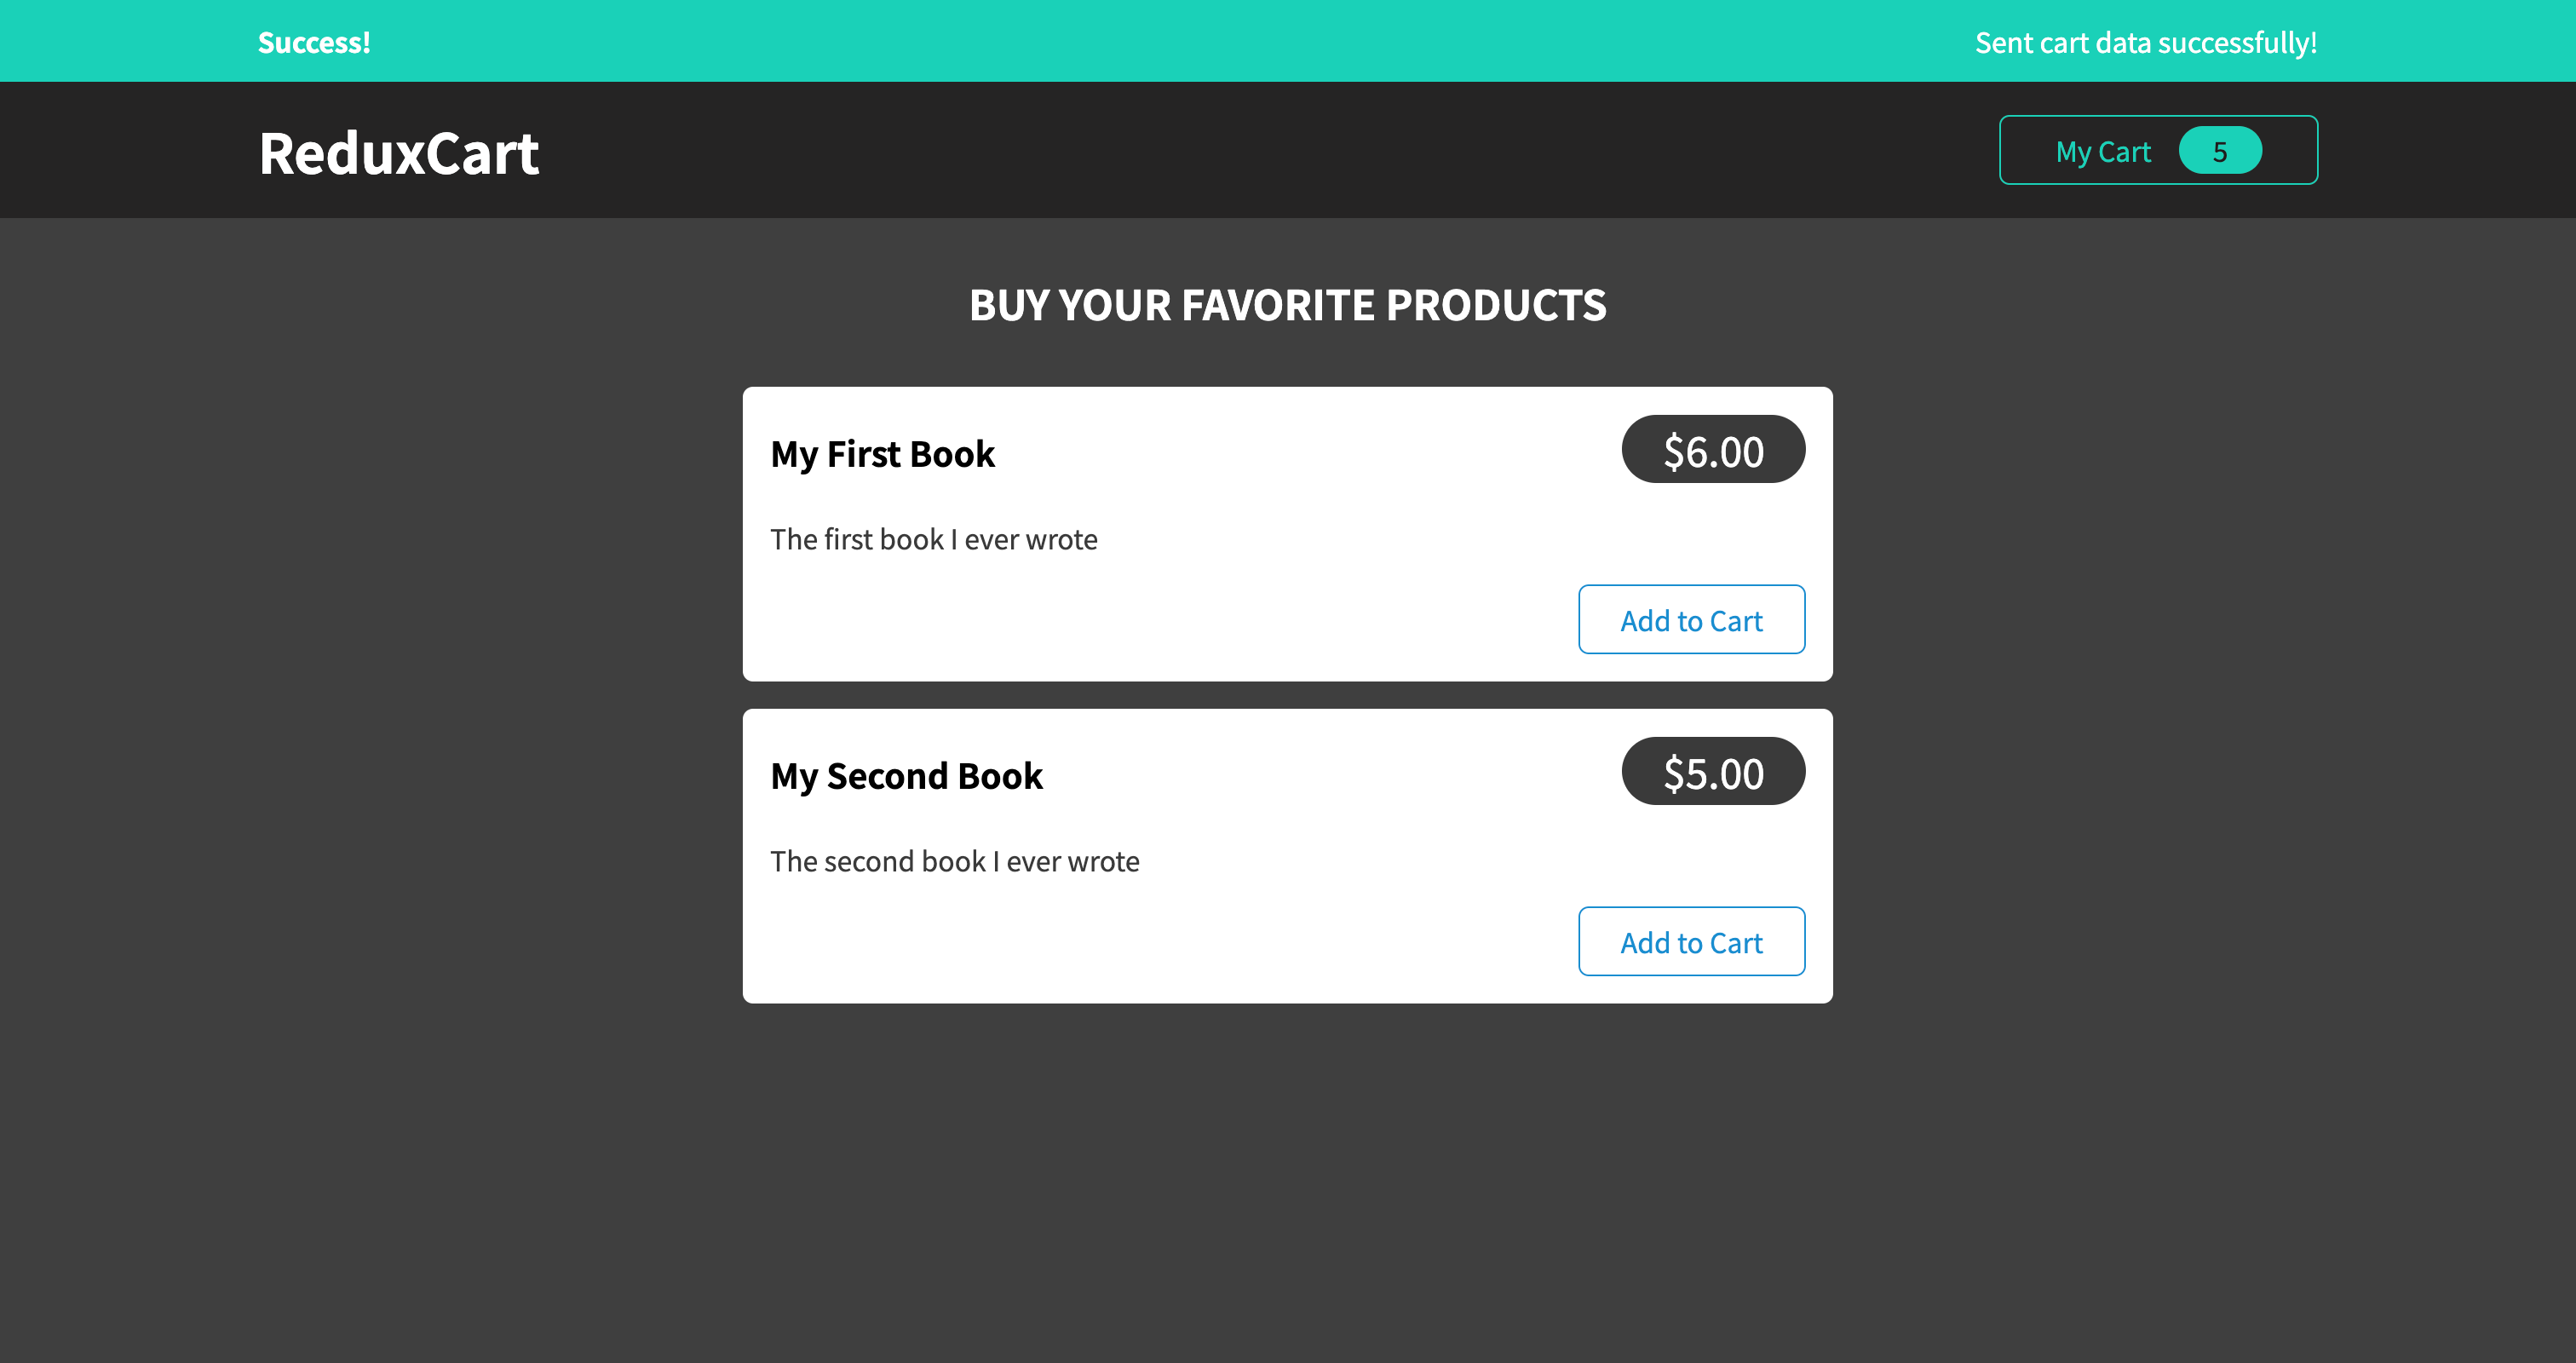 Success! Sent cart data successfully!
ReduxCart My Cart 5
BUY YOUR FAVORITE PRODUCTS
My First Book $6.00
The first book I ever wrote
Add to Cart
My Second Book $5.00
The second book I ever wrote
Add to Cart